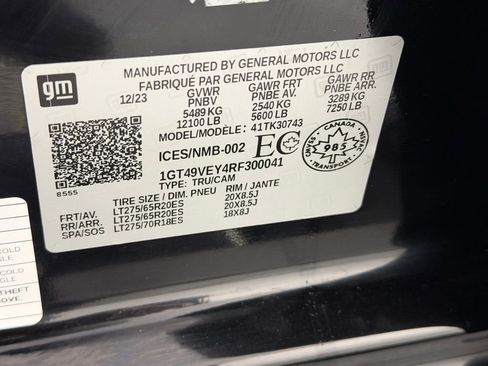 gm
MANUFACTURED BY GENERAL MOTORS LLC
FABRIQUÉ PAR GENERAL MOTORS LLC
12/23
GVWR
PNBV
5489 KG
12100 LB
GAWR FRT
PNBE AV.
2540 KG
5600 LB
GAWR RR
PNBE ARR.
3289 KG
7250 LB
MODEL/MODÈLE: 41TK30743
ICES/NMB-002
EC
CANADA
985
TRANSPORT
1GT49VEY4RF300041
TYPE: TRU/CAM
8555
TIRE SIZE / DIM. PNEU RIM / JANTE
FRT/AV. LT275/65R20ES 20X8.5J
RR/ARR. LT275/65R20ES 20X8.5J
SPA/SOS LT275/70R18ES 18X8J
COLD
COLD
THEFT